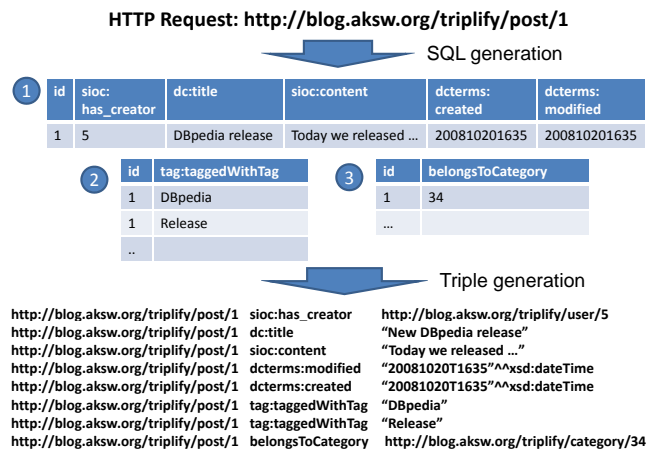 HTTP Request: http://blog.aksw.org/triplify/post/1
SQL generation
1
id sioc: has_creator dc:title sioc:content dcterms: created dcterms: modified
1 5 DBpedia release Today we released … 200810201635 200810201635
2
id tag:taggedWithTag
1 DBpedia
1 Release
..
3
id belongsToCategory
1 34
…
Triple generation
http://blog.aksw.org/triplify/post/1 sioc:has_creator http://blog.aksw.org/triplify/user/5
http://blog.aksw.org/triplify/post/1 dc:title “New DBpedia release”
http://blog.aksw.org/triplify/post/1 sioc:content “Today we released …”
http://blog.aksw.org/triplify/post/1 dcterms:modified “20081020T1635”^^xsd:dateTime
http://blog.aksw.org/triplify/post/1 dcterms:created “20081020T1635”^^xsd:dateTime
http://blog.aksw.org/triplify/post/1 tag:taggedWithTag “DBpedia”
http://blog.aksw.org/triplify/post/1 tag:taggedWithTag “Release”
http://blog.aksw.org/triplify/post/1 belongsToCategory http://blog.aksw.org/triplify/category/34